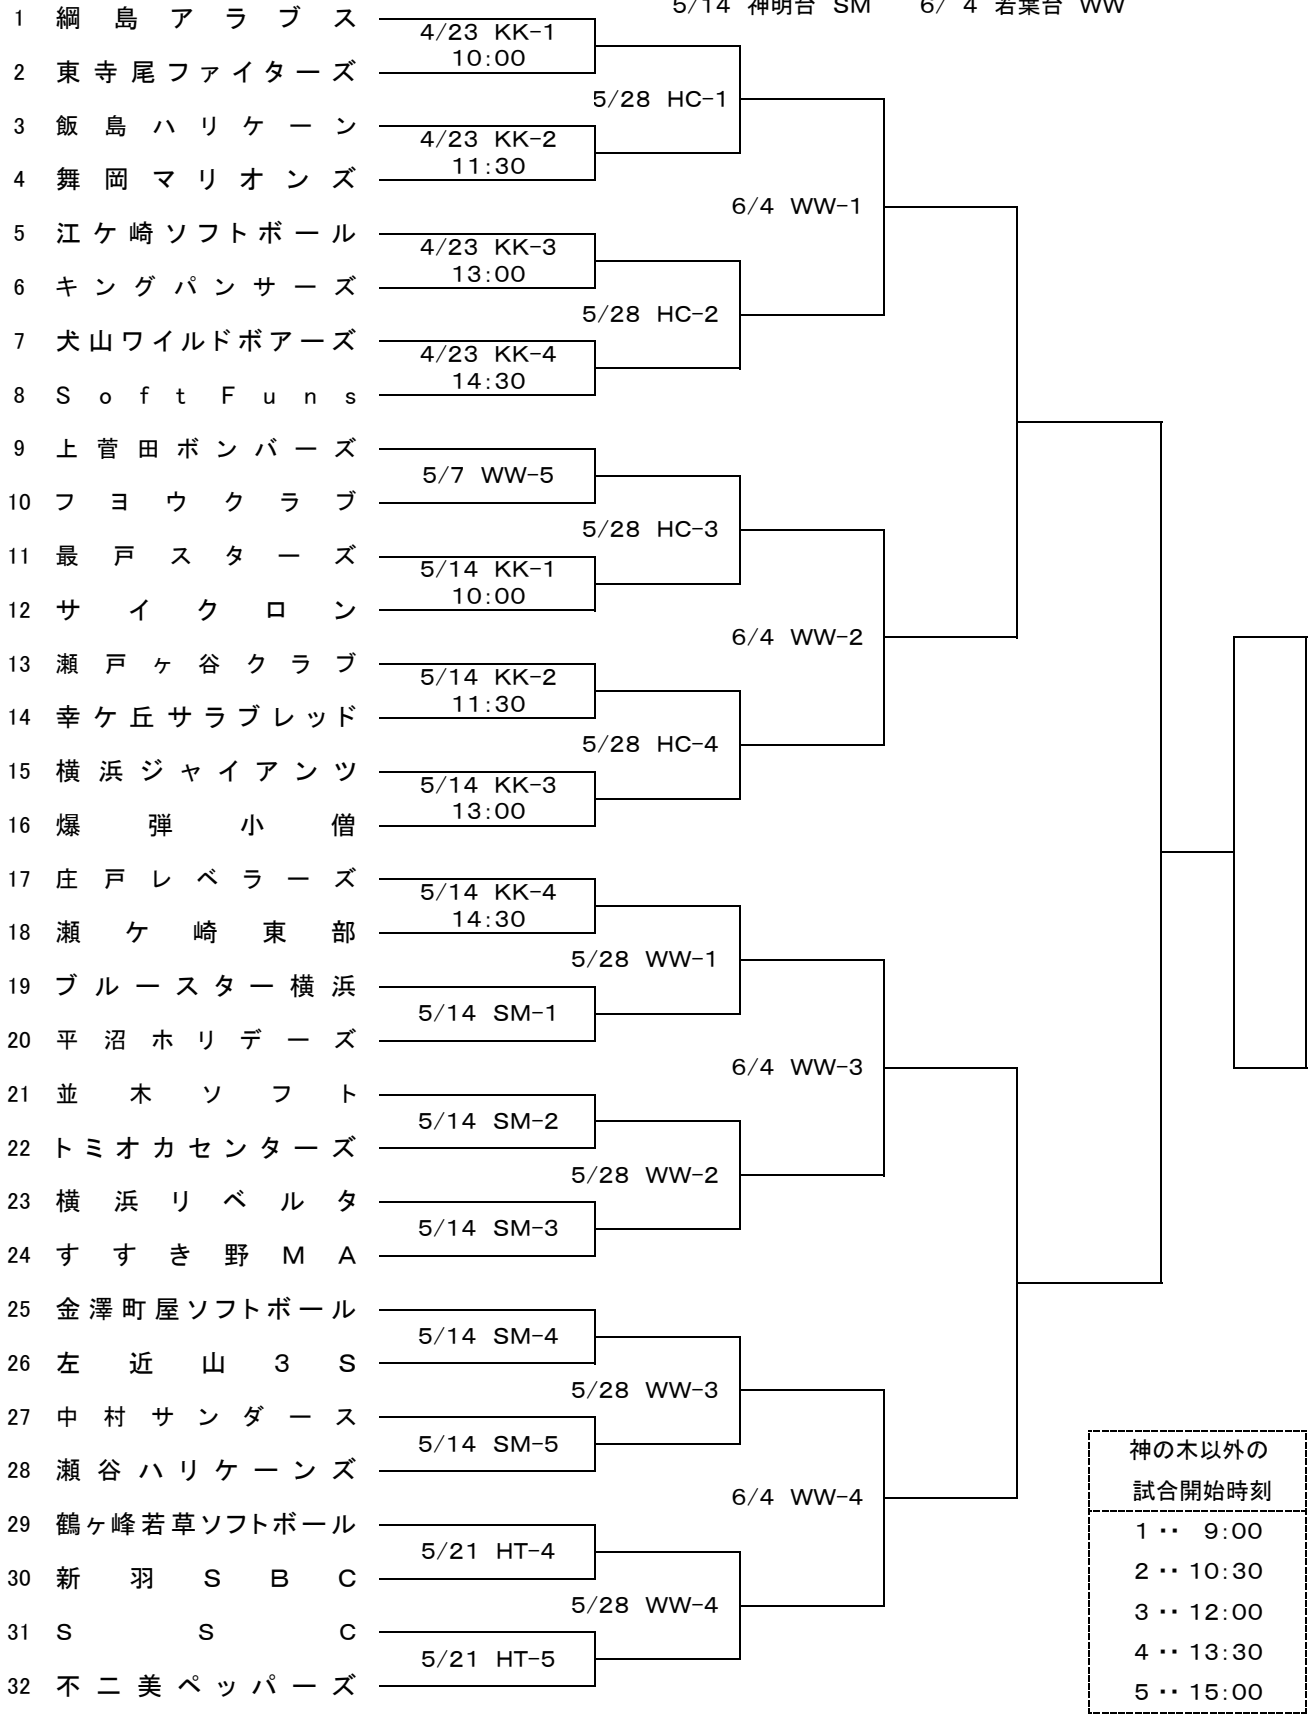 5/14 神明台 SM 6/ 4 若葉台 WW
1 綱島アラブス
4/23 KK-1
10:00
2 東寺尾ファイターズ
5/28 HC-1
3 飯島ハリケーン
4/23 KK-2
11:30
4 舞岡マリオンズ
6/4 WW-1
5 江ケ崎ソフトボール
4/23 KK-3
13:00
6 キングパンサーズ
5/28 HC-2
7 犬山ワイルドボアーズ
4/23 KK-4
14:30
8 Soft Funs
9 上菅田ボンバーズ
5/7 WW-5
10 フヨウクラブ
5/28 HC-3
11 最戸スターズ
5/14 KK-1
10:00
12 サイクロン
6/4 WW-2
13 瀬戸ヶ谷クラブ
5/14 KK-2
11:30
14 幸ケ丘サラブレッド
5/28 HC-4
15 横浜ジャイアンツ
5/14 KK-3
13:00
16 爆弾小僧
17 庄戸レベラーズ
5/14 KK-4
14:30
18 瀬ケ崎東部
5/28 WW-1
19 ブルースター横浜
5/14 SM-1
20 平沼ホリデーズ
6/4 WW-3
21 並木ソフト
5/14 SM-2
22 トミオカセンターズ
5/28 WW-2
23 横浜リベルタ
5/14 SM-3
24 すすき野MA
25 金澤町屋ソフトボール
5/14 SM-4
26 左近山3S
5/28 WW-3
27 中村サンダース
5/14 SM-5
28 瀬谷ハリケーンズ
6/4 WW-4
29 鶴ヶ峰若草ソフトボール
5/21 HT-4
30 新羽SBC
5/28 WW-4
31 SSC
5/21 HT-5
32 不二美ペッパーズ
神の木以外の
試合開始時刻
1 ‥ 9:00
2 ‥ 10:30
3 ‥ 12:00
4 ‥ 13:30
5 ‥ 15:00